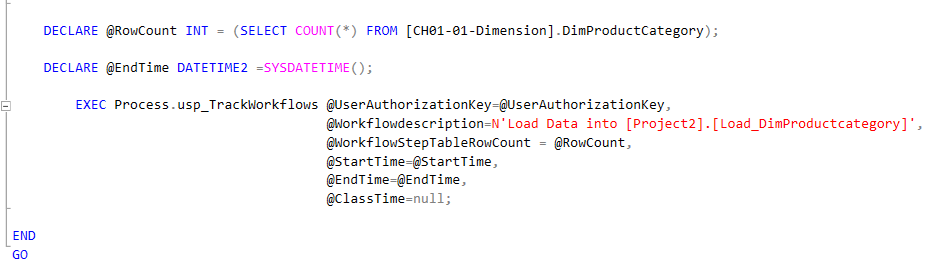 DECLARE @RowCount INT = (SELECT COUNT(*) FROM [CH01-01-Dimension].DimProductCategory);
DECLARE @EndTime DATETIME2 =SYSDATETIME();
EXEC Process.usp_TrackWorkflows @UserAuthorizationKey=@UserAuthorizationKey,
@Workflowdescription=N'Load Data into [Project2].[Load_DimProductcategory]',
@WorkflowStepTableRowCount = @RowCount,
@StartTime=@StartTime,
@EndTime=@EndTime,
@ClassTime=null;
END
GO